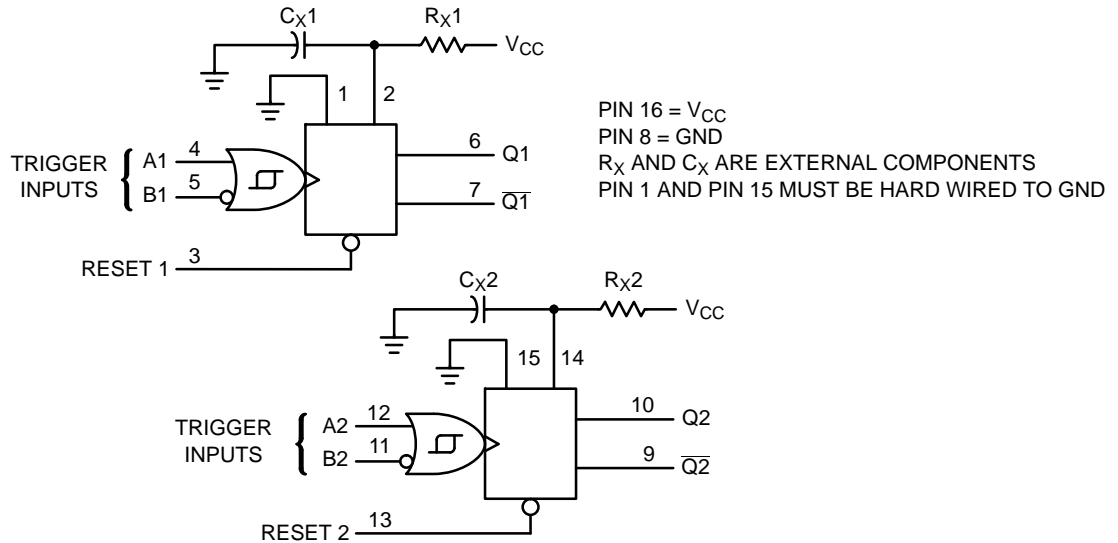 CX1
RX1
VCC
1
2
PIN 16 = VCC
PIN 8 = GND
RX AND CX ARE EXTERNAL COMPONENTS
PIN 1 AND PIN 15 MUST BE HARD WIRED TO GND
TRIGGER
INPUTS
A1
4
B1
5
6
Q1
7
Q1
RESET 1
3
CX2
RX2
VCC
15
14
TRIGGER
INPUTS
A2
12
B2
11
10
Q2
9
Q2
RESET 2
13